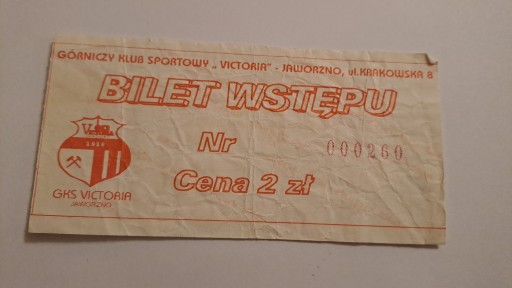 GÓRNICZY KLUB SPORTOWY „VICTORIA" - JAWORZNO, ul. KRAKOWSKA 8
BILET WSTĘPU
Nr 000260
Cena 2 zł
GKS VICTORIA
JAWORZNO